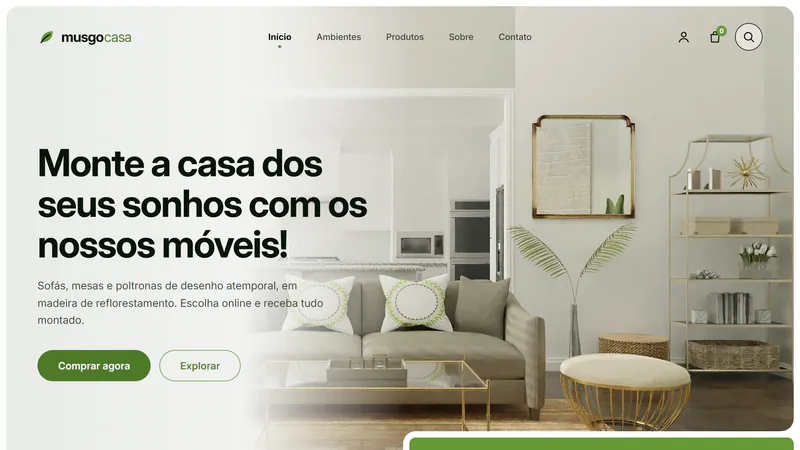 musgocasa
Início
Ambientes
Produtos
Sobre
Contato
0
Monte a casa dos
seus sonhos com os
nossos móveis!
Sofás, mesas e poltronas de desenho atemporal, em
madeira de reflorestamento. Escolha online e receba tudo
montado.
Comprar agora
Explorar